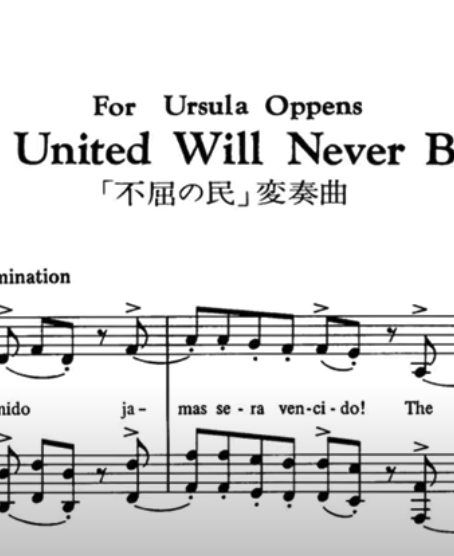 For Ursula Oppens
United Will Never B
「不屈の民」変奏曲
mination
nido ja- mas se - ra ven-ci - do! The